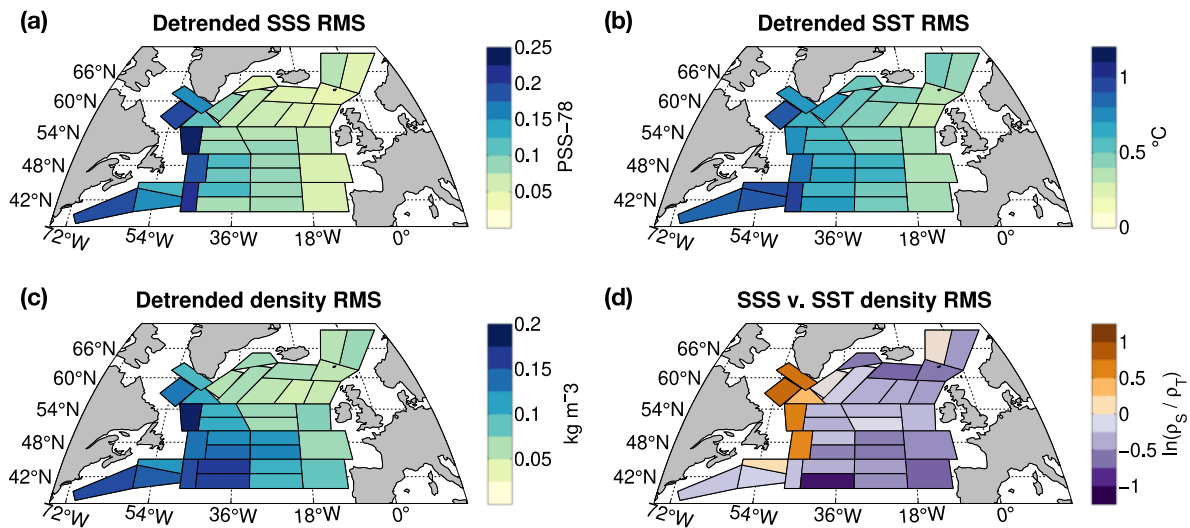 (a)
Detrended SSS RMS
66°N
60°N
54°N
48°N
42°N
72°W
54°W
36°W
18°W
0°
0.25
0.2
0.15
0.1
0.05
PSS−78
(b)
Detrended SST RMS
66°N
60°N
54°N
48°N
42°N
72°W
54°W
36°W
18°W
0°
1
0.5
0
°C
(c)
Detrended density RMS
66°N
60°N
54°N
48°N
42°N
72°W
54°W
36°W
18°W
0°
0.2
0.15
0.1
0.05
kg m−3
(d)
SSS v. SST density RMS
66°N
60°N
54°N
48°N
42°N
72°W
54°W
36°W
18°W
0°
1
0.5
0
−0.5
−1
ln(ρS / ρT)